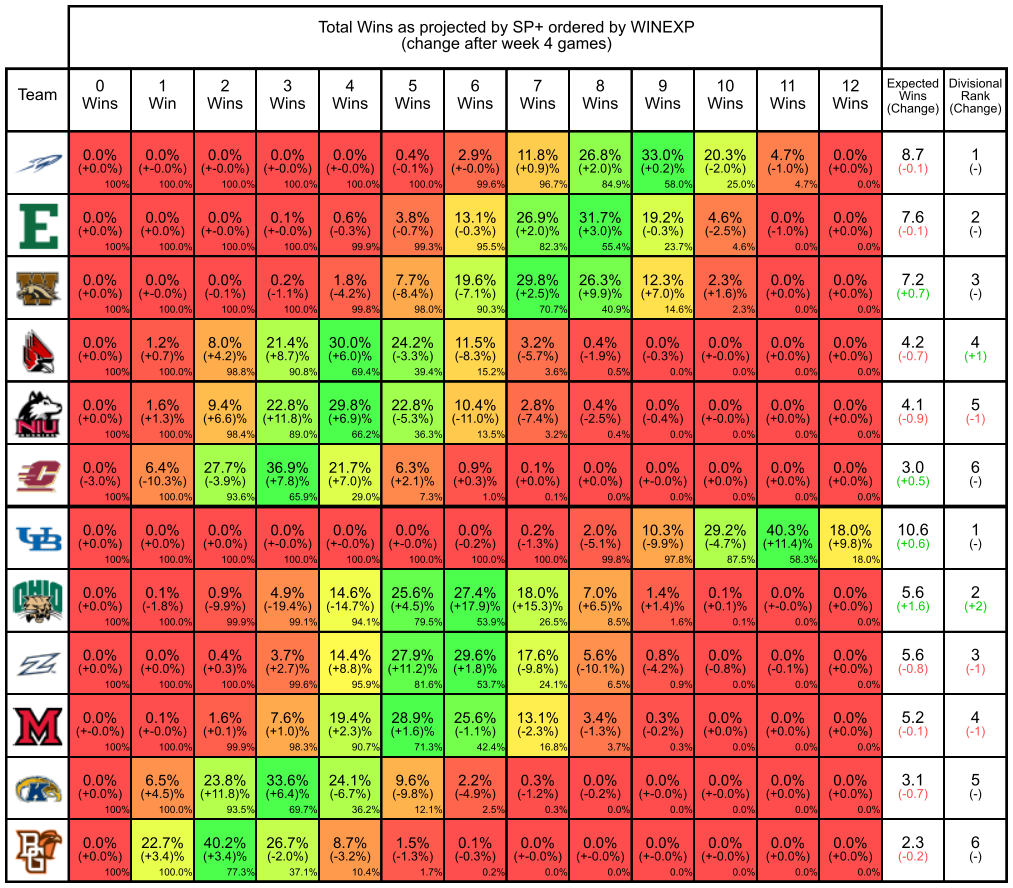 Total Wins as projected by SP+ ordered by WINEXP
(change after week 4 games)
Team 0 Wins 1 Win 2 Wins 3 Wins 4 Wins 5 Wins 6 Wins 7 Wins 8 Wins 9 Wins 10 Wins 11 Wins 12 Wins Expected Wins (Change) Divisional Rank (Change)
0.0% 0.0% 0.0% 0.0% 0.0% 0.4% 2.9% 11.8% 26.8% 33.0% 20.3% 4.7% 0.0% 8.7 1
(+0.0%) (+-0.0%) (+-0.0%) (+-0.0%) (+-0.0%) (-0.1%) (+-0.0%) (+0.9)% (+2.0)% (+0.2)% (-2.0%) (-1.0%) (+0.0%) (-0.1) (-)
100% 100.0% 100.0% 100.0% 100.0% 100.0% 99.6% 96.7% 84.9% 58.0% 25.0% 4.7% 0.0%
E
0.0% 0.0% 0.0% 0.1% 0.6% 3.8% 13.1% 26.9% 31.7% 19.2% 4.6% 0.0% 0.0% 7.6 2
(+0.0%) (+-0.0%) (+-0.0%) (+-0.0%) (-0.3%) (-0.7%) (-0.3%) (+2.0)% (+3.0)% (-0.3%) (-2.5%) (-1.0%) (+0.0%) (-0.1) (-)
100% 100.0% 100.0% 100.0% 99.9% 99.3% 95.5% 82.3% 55.4% 23.7% 4.6% 0.0% 0.0%
W
0.0% 0.0% 0.0% 0.2% 1.8% 7.7% 19.6% 29.8% 26.3% 12.3% 2.3% 0.0% 0.0% 7.2 3
(+0.0%) (+-0.0%) (-0.1%) (-1.1%) (-4.2%) (-8.4%) (-7.1%) (+2.5)% (+9.9)% (+7.0)% (+1.6)% (+0.0%) (+0.0%) (+0.7) (-)
100% 100.0% 100.0% 100.0% 99.8% 98.0% 90.3% 70.7% 40.9% 14.6% 2.3% 0.0% 0.0%
0.0% 1.2% 8.0% 21.4% 30.0% 24.2% 11.5% 3.2% 0.4% 0.0% 0.0% 0.0% 0.0% 4.2 4
(+0.0%) (+0.7)% (+4.2)% (+8.7)% (+6.0)% (-3.3%) (-8.3%) (-5.7%) (-1.9%) (-0.3%) (+-0.0%) (+0.0%) (+0.0%) (-0.7) (+1)
100% 100.0% 98.8% 90.8% 69.4% 39.4% 15.2% 3.6% 0.5% 0.0% 0.0% 0.0% 0.0%
NIU
0.0% 1.6% 9.4% 22.8% 29.8% 22.8% 10.4% 2.8% 0.4% 0.0% 0.0% 0.0% 0.0% 4.1 5
(+0.0%) (+1.3)% (+6.6)% (+11.8)% (+6.9)% (-5.3%) (-11.0%) (-7.4%) (-2.5%) (-0.4%) (+-0.0%) (+0.0%) (+0.0%) (-0.9) (-1)
100% 100.0% 98.4% 89.0% 66.2% 36.3% 13.5% 3.2% 0.4% 0.0% 0.0% 0.0% 0.0%
C
0.0% 6.4% 27.7% 36.9% 21.7% 6.3% 0.9% 0.1% 0.0% 0.0% 0.0% 0.0% 0.0% 3.0 6
(-3.0%) (-10.3%) (-3.9%) (+7.8)% (+7.0)% (+2.1)% (+0.3)% (+0.0%) (+0.0%) (+-0.0%) (+0.0%) (+0.0%) (+0.0%) (+0.5) (-)
100% 100.0% 93.6% 65.9% 29.0% 7.3% 1.0% 0.1% 0.0% 0.0% 0.0% 0.0% 0.0%
UB
0.0% 0.0% 0.0% 0.0% 0.0% 0.0% 0.0% 0.2% 2.0% 10.3% 29.2% 40.3% 18.0% 10.6 1
(+0.0%) (+0.0%) (+0.0%) (+0.0%) (+-0.0%) (+-0.0%) (-0.2%) (-1.3%) (-5.1%) (-9.9%) (-4.7%) (+11.4)% (+9.8)% (+0.6) (-)
100% 100.0% 100.0% 100.0% 100.0% 100.0% 100.0% 100.0% 99.8% 97.8% 87.5% 58.3% 18.0%
OHIO
0.0% 0.1% 0.9% 4.9% 14.6% 25.6% 27.4% 18.0% 7.0% 1.4% 0.1% 0.0% 0.0% 5.6 2
(+0.0%) (-1.8%) (-9.9%) (-19.4%) (-14.7%) (+4.5)% (+17.9)% (+15.3)% (+6.5)% (+1.4)% (+0.1)% (+-0.0%) (+0.0%) (+1.6) (+2)
100% 100.0% 99.9% 99.1% 94.1% 79.5% 53.9% 26.5% 8.5% 1.6% 0.1% 0.0% 0.0%
Z
0.0% 0.0% 0.4% 3.7% 14.4% 27.9% 29.6% 17.6% 5.6% 0.8% 0.0% 0.0% 0.0% 5.6 3
(+0.0%) (+0.0%) (+0.3)% (+2.7)% (+8.8)% (+11.2)% (+1.8)% (-9.8%) (-10.1%) (-4.2%) (-0.8%) (-0.1%) (+0.0%) (-0.8) (-1)
100% 100.0% 100.0% 99.6% 95.9% 81.6% 53.7% 24.1% 6.5% 0.9% 0.0% 0.0% 0.0%
M
0.0% 0.1% 1.6% 7.6% 19.4% 28.9% 25.6% 13.1% 3.4% 0.3% 0.0% 0.0% 0.0% 5.2 4
(+-0.0%) (+-0.0%) (+0.1)% (+1.0)% (+2.3)% (+1.6)% (-1.1%) (-2.3%) (-1.3%) (-0.2%) (+0.0%) (+0.0%) (+0.0%) (-0.1) (-1)
100% 100.0% 99.9% 98.3% 90.7% 71.3% 42.4% 16.8% 3.7% 0.3% 0.0% 0.0% 0.0%
K
0.0% 6.5% 23.8% 33.6% 24.1% 9.6% 2.2% 0.3% 0.0% 0.0% 0.0% 0.0% 0.0% 3.1 5
(+0.0%) (+4.5)% (+11.8)% (+6.4)% (-6.7%) (-9.8%) (-4.9%) (-1.2%) (-0.2%) (+-0.0%) (+-0.0%) (+0.0%) (+0.0%) (-0.7) (-)
100% 100.0% 93.5% 69.7% 36.2% 12.1% 2.5% 0.3% 0.0% 0.0% 0.0% 0.0% 0.0%
BG
0.0% 22.7% 40.2% 26.7% 8.7% 1.5% 0.1% 0.0% 0.0% 0.0% 0.0% 0.0% 0.0% 2.3 6
(+0.0%) (+3.4)% (+3.4)% (-2.0%) (-3.2%) (-1.3%) (-0.3%) (+-0.0%) (+-0.0%) (+-0.0%) (+-0.0%) (+0.0%) (+0.0%) (-0.2) (-)
100% 100.0% 77.3% 37.1% 10.4% 1.7% 0.2% 0.0% 0.0% 0.0% 0.0% 0.0% 0.0%